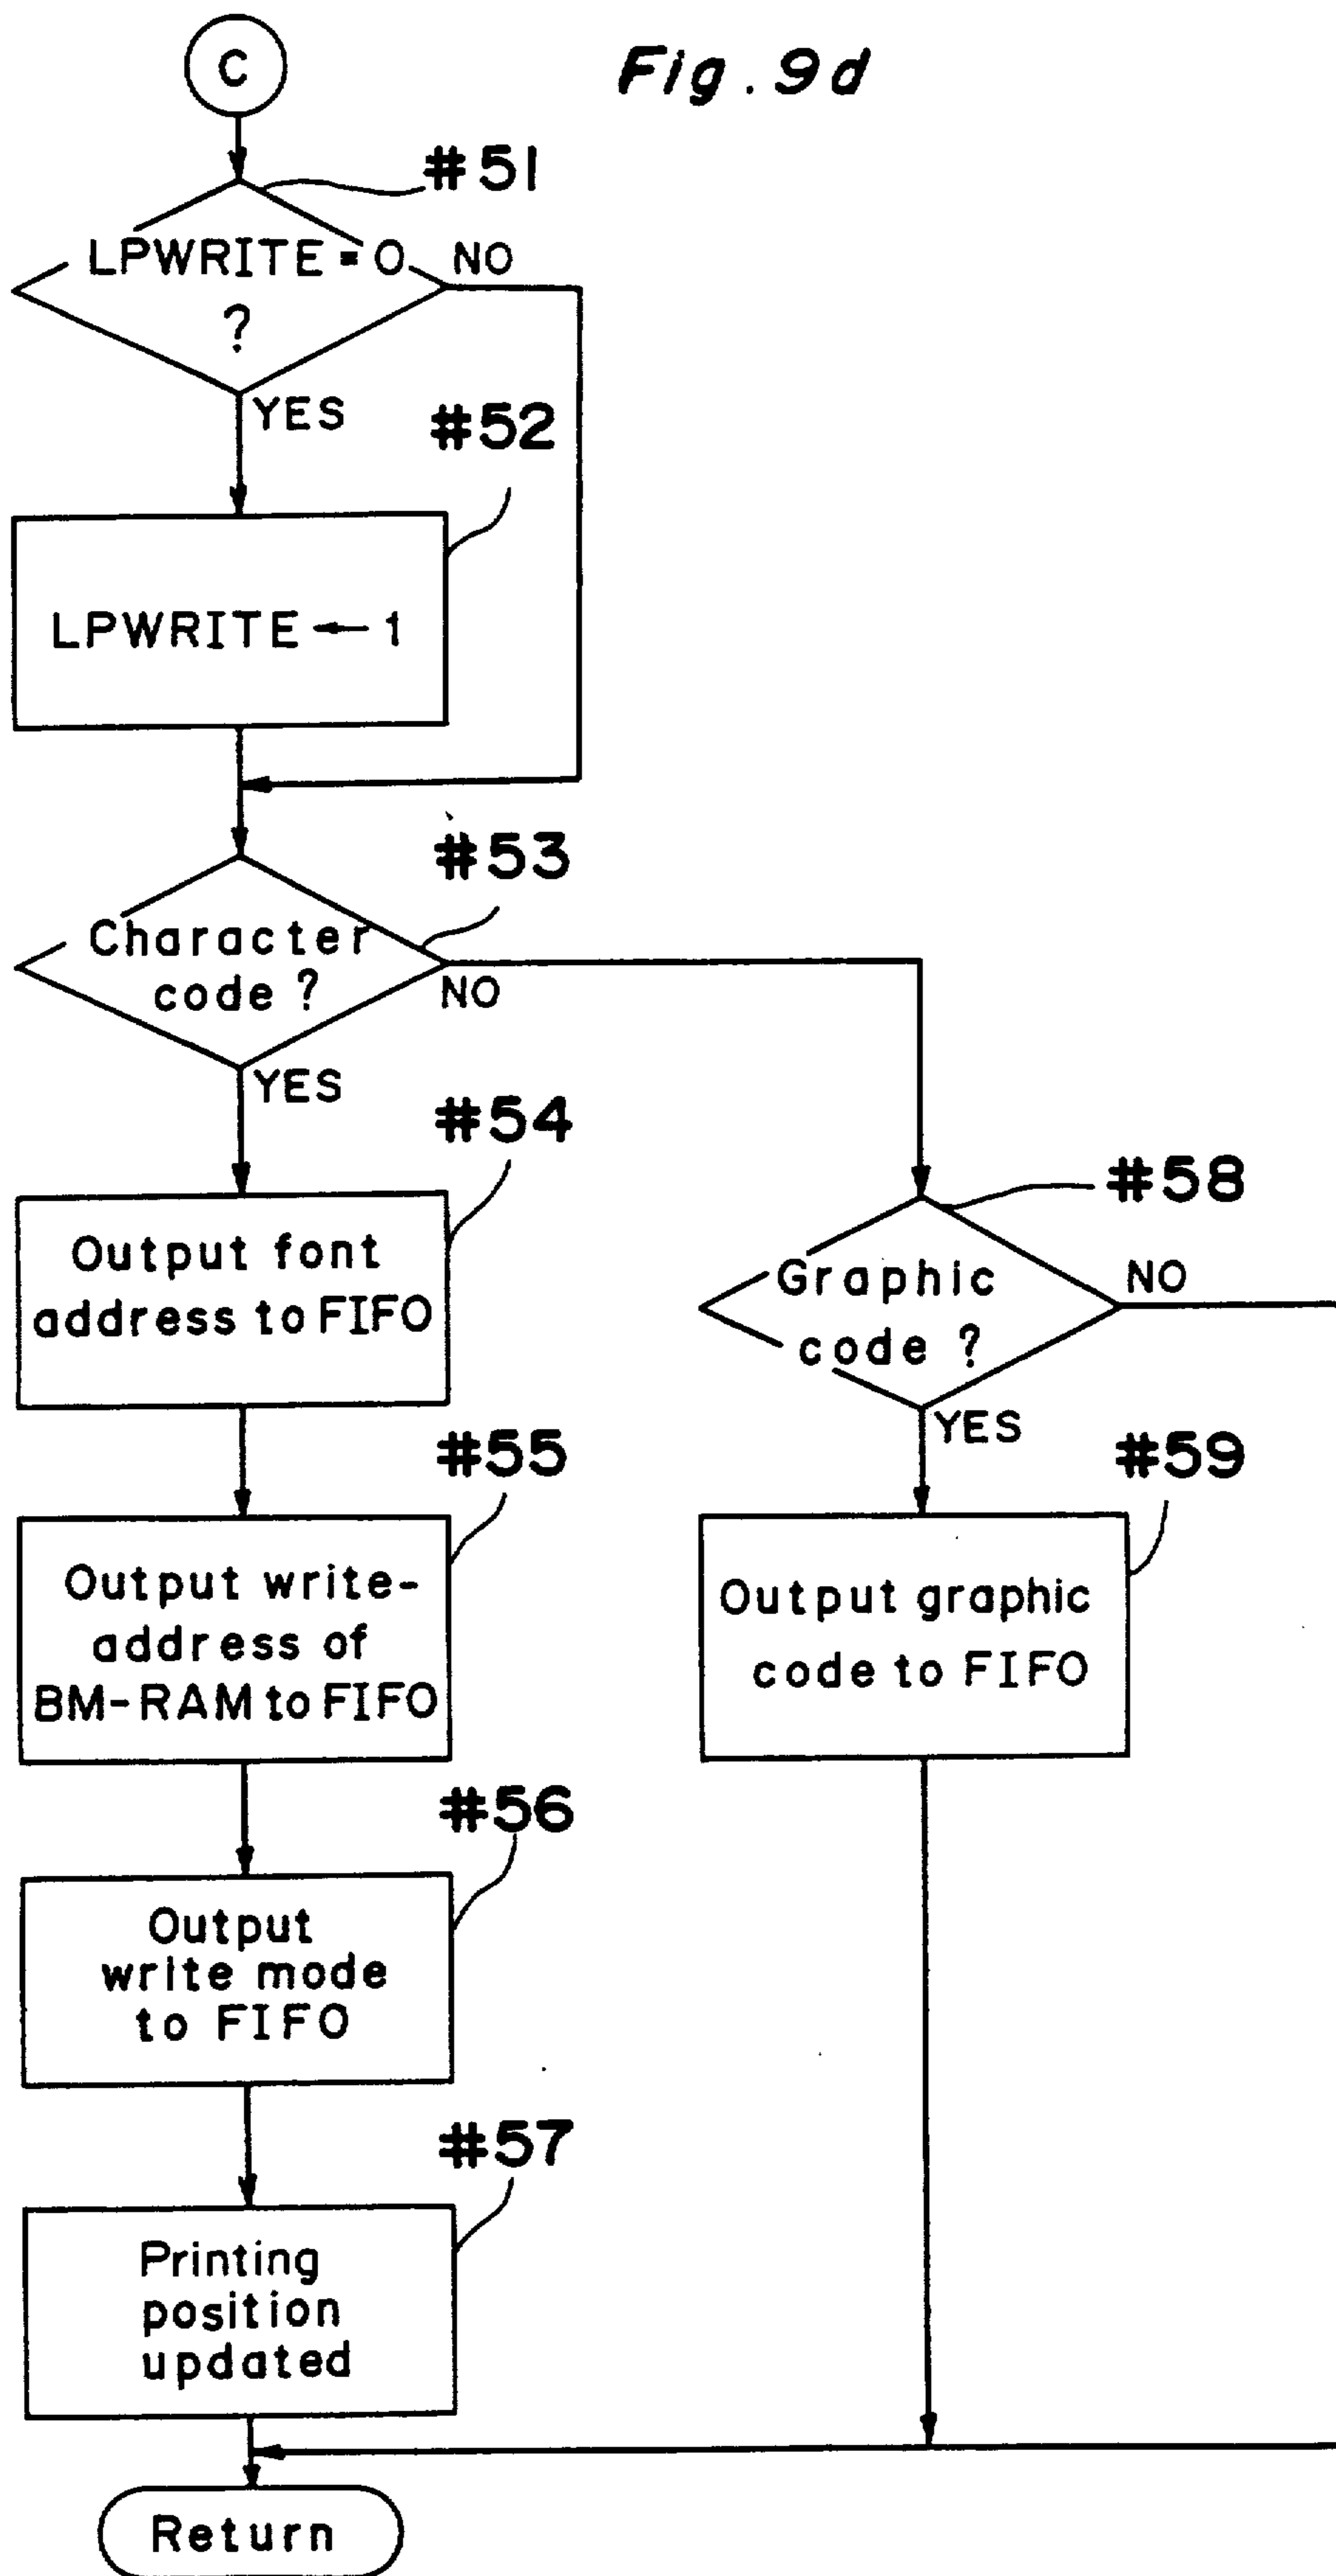 C
Fig. 9d
#51
LPWRITE = 0
?
NO
YES
#52
LPWRITE ← 1
#53
Character
code ?
NO
YES
#54
Output font
address to FIFO
#55
Output write-
address of
BM-RAM to FIFO
#56
Output
write mode
to FIFO
#57
Printing
position
updated
#58
Graphic
code ?
NO
YES
#59
Output graphic
code to FIFO
Return